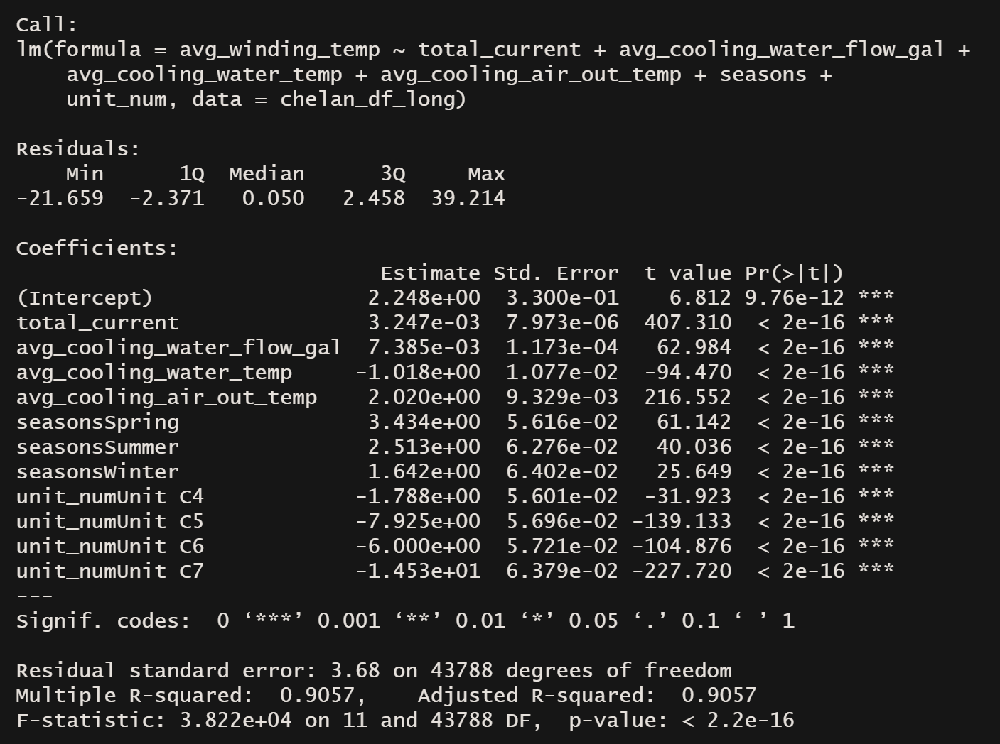 Call:
lm(formula = avg_winding_temp ~ total_current + avg_cooling_water_flow_gal +
    avg_cooling_water_temp + avg_cooling_air_out_temp + seasons +
    unit_num, data = chelan_df_long)

Residuals:
    Min      1Q  Median      3Q     Max
-21.659  -2.371   0.050   2.458  39.214

Coefficients:
                             Estimate Std. Error  t value Pr(>|t|)
(Intercept)                 2.248e+00  3.300e-01    6.812 9.76e-12 ***
total_current               3.247e-03  7.973e-06  407.310  < 2e-16 ***
avg_cooling_water_flow_gal  7.385e-03  1.173e-04   62.984  < 2e-16 ***
avg_cooling_water_temp     -1.018e+00  1.077e-02  -94.470  < 2e-16 ***
avg_cooling_air_out_temp    2.020e+00  9.329e-03  216.552  < 2e-16 ***
seasonsSpring               3.434e+00  5.616e-02   61.142  < 2e-16 ***
seasonsSummer               2.513e+00  6.276e-02   40.036  < 2e-16 ***
seasonsWinter               1.642e+00  6.402e-02   25.649  < 2e-16 ***
unit_numUnit C4            -1.788e+00  5.601e-02  -31.923  < 2e-16 ***
unit_numUnit C5            -7.925e+00  5.696e-02 -139.133  < 2e-16 ***
unit_numUnit C6            -6.000e+00  5.721e-02 -104.876  < 2e-16 ***
unit_numUnit C7            -1.453e+01  6.379e-02 -227.720  < 2e-16 ***
---
Signif. codes:  0 ‘***’ 0.001 ‘**’ 0.01 ‘*’ 0.05 ‘.’ 0.1 ‘ ’ 1

Residual standard error: 3.68 on 43788 degrees of freedom
Multiple R-squared:  0.9057,    Adjusted R-squared:  0.9057
F-statistic: 3.822e+04 on 11 and 43788 DF,  p-value: < 2.2e-16